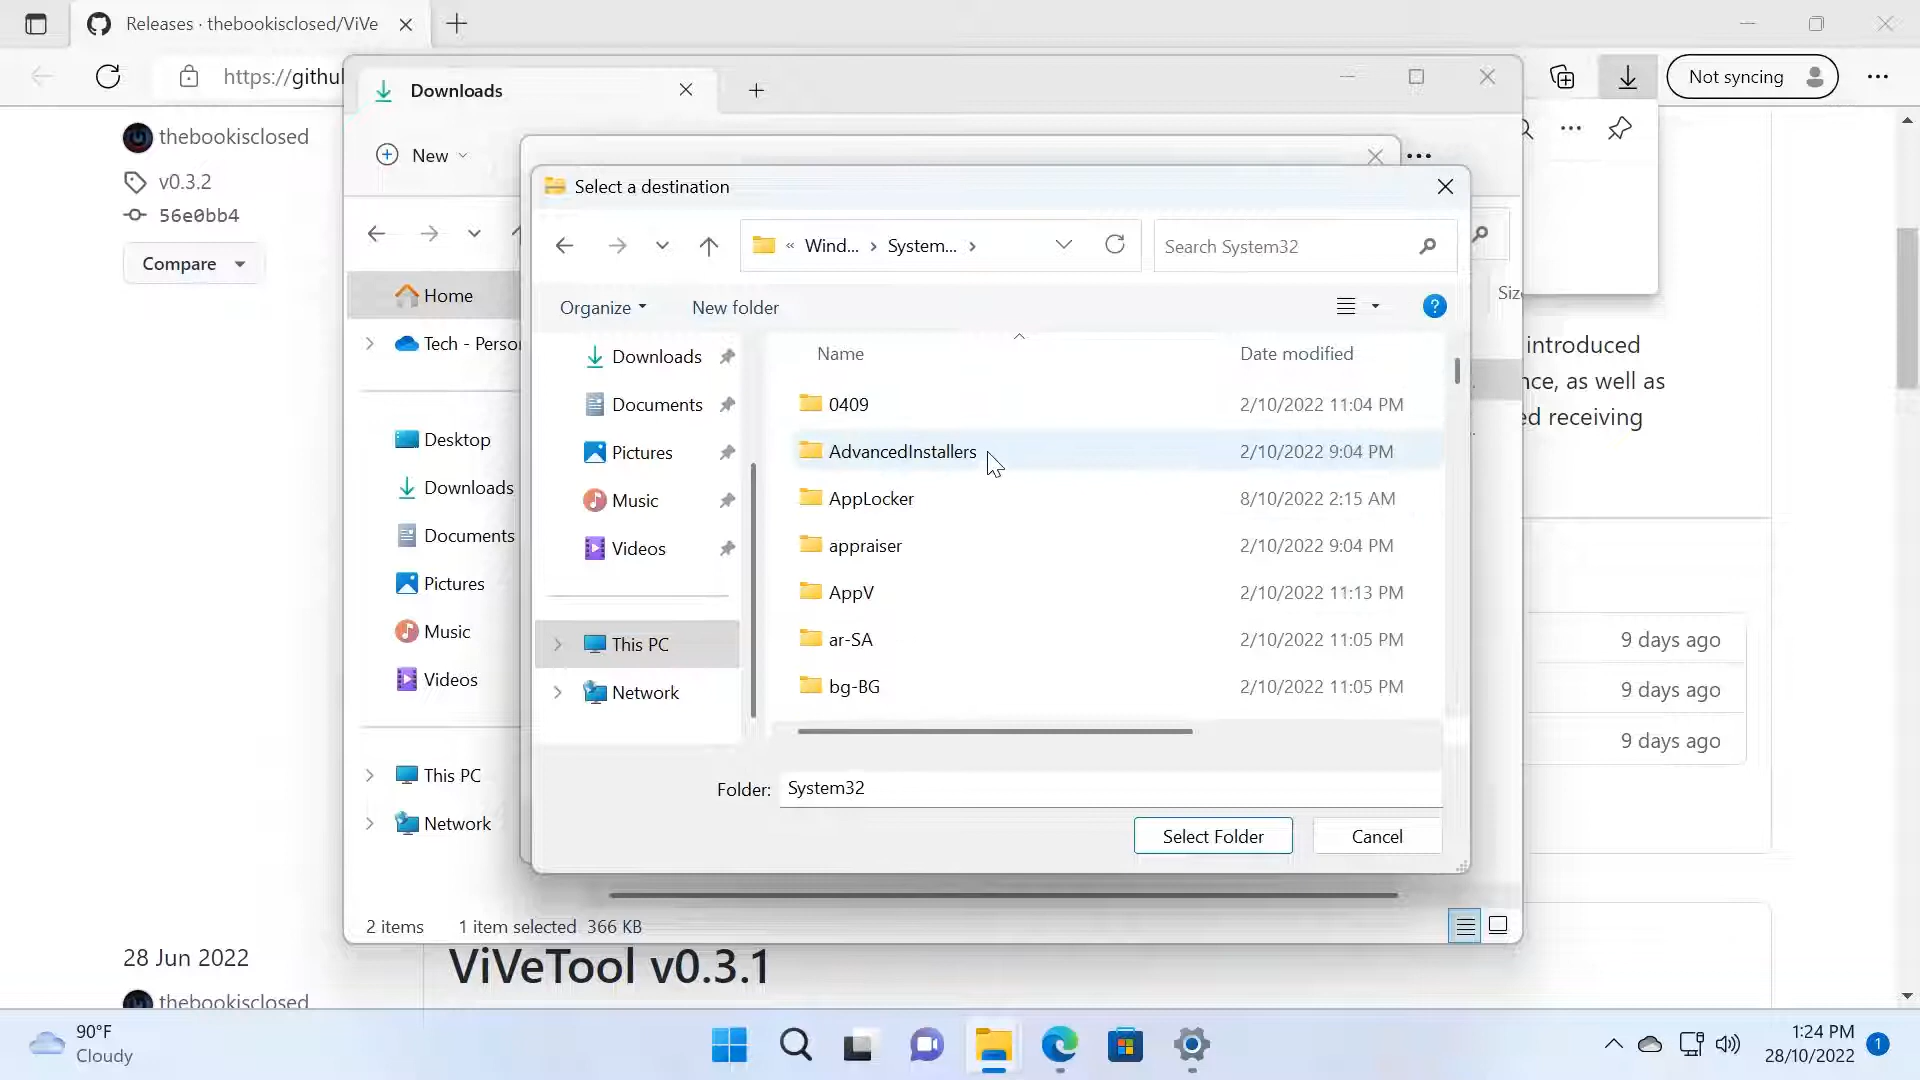 Releases · thebookisclosed/ViVe
https://githul
Not syncing
Downloads
New
thebookisclosed
v0.3.2
56e0bb4
Compare
Select a destination
« Wind... › System... ›
Search System32
Organize
New folder
Home
Tech - Perso
Desktop
Downloads
Documents
Pictures
Music
Videos
This PC
Network
Downloads
Documents
Pictures
Music
Videos
This PC
Network
Name
Date modified
0409
2/10/2022 11:04 PM
AdvancedInstallers
2/10/2022 9:04 PM
AppLocker
8/10/2022 2:15 AM
appraiser
2/10/2022 9:04 PM
AppV
2/10/2022 11:13 PM
ar-SA
2/10/2022 11:05 PM
bg-BG
2/10/2022 11:05 PM
Folder:
System32
Select Folder
Cancel
Siz
introduced
nce, as well as
ed receiving
9 days ago
9 days ago
9 days ago
2 items
1 item selected 366 KB
28 Jun 2022
thebookisclosed
ViVeTool v0.3.1
90°F
Cloudy
1:24 PM
28/10/2022
1